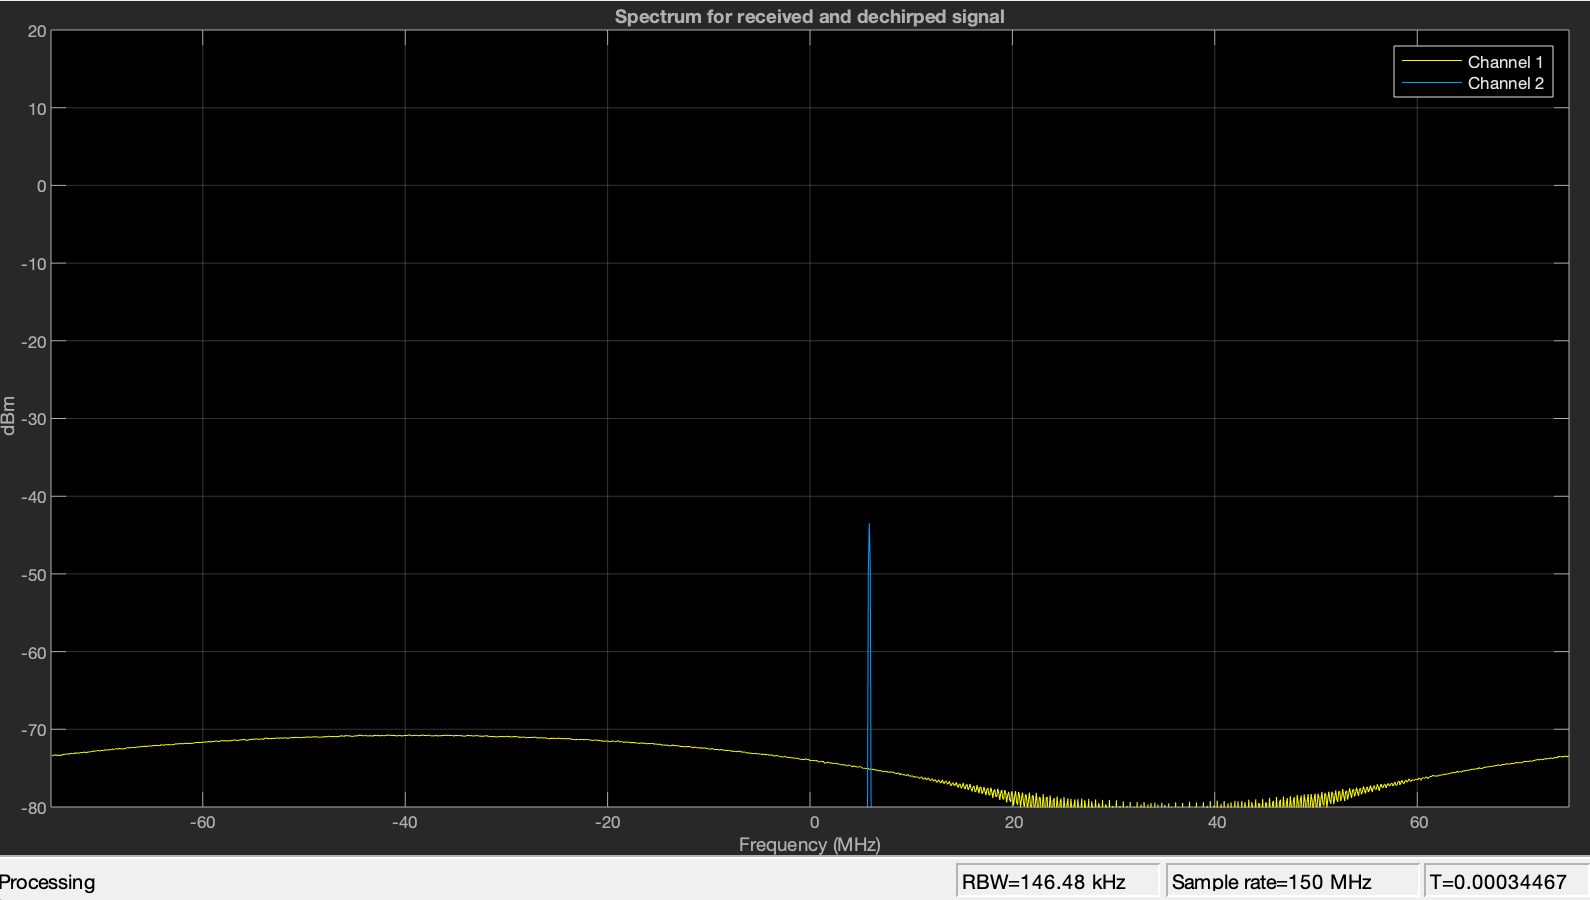 Spectrum for received and dechirped signal
20
10
0
-10
-20
-30
-40
-50
-60
-70
-80
dBm
Channel 1
Channel 2
-60
-40
-20
0
20
40
60
Frequency (MHz)
Processing
RBW=146.48 kHz
Sample rate=150 MHz
T=0.00034467